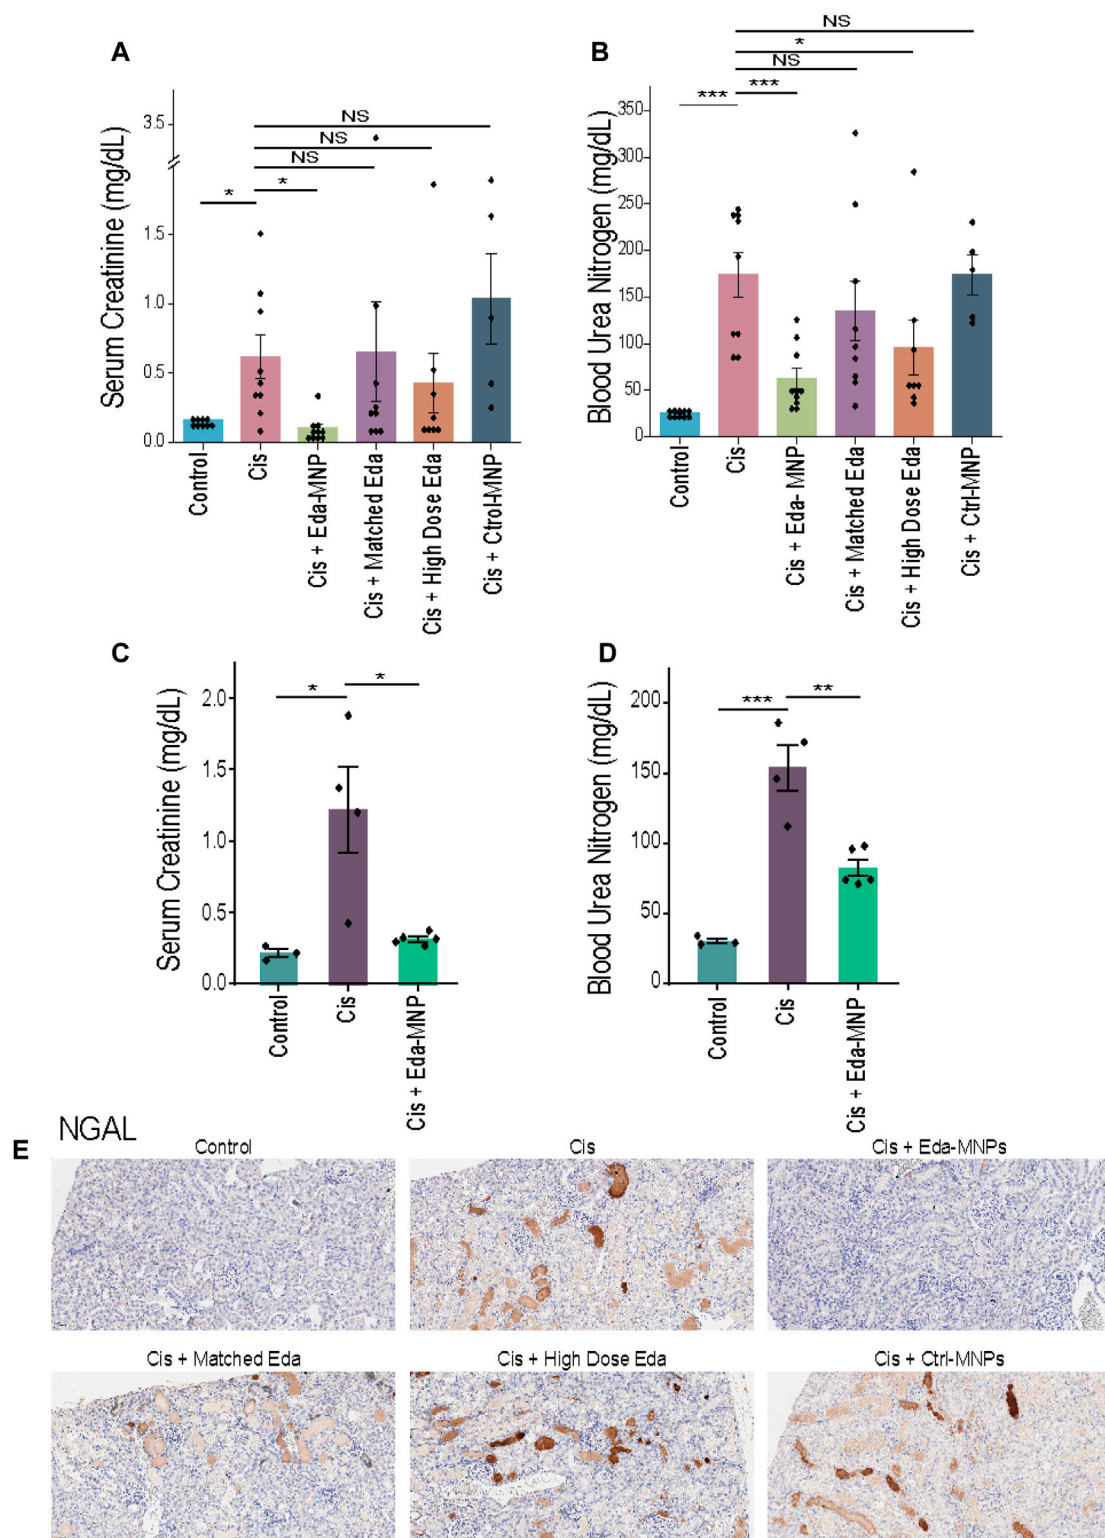 A
NS
NS
NS
*
*
Serum Creatinine (mg/dL)
3.5
1.5
1.0
0.5
0.0
Control
Cis
Cis + Eda-MNP
Cis + Matched Eda
Cis + High Dose Eda
Cis + Ctrol-MNP
B
NS
*
NS
***
***
Blood Urea Nitrogen (mg/dL)
350
300
250
200
150
100
50
0
Control
Cis
Cis + Eda- MNP
Cis + Matched Eda
Cis + High Dose Eda
Cis + Ctrl-MNP
C
*
*
Serum Creatinine (mg/dL)
2.0
1.5
1.0
0.5
0.0
Control
Cis
Cis + Eda-MNP
D
***
**
Blood Urea Nitrogen (mg/dL)
200
150
100
50
0
Control
Cis
Cis + Eda-MNP
E
NGAL
Control
Cis
Cis + Eda-MNPs
Cis + Matched Eda
Cis + High Dose Eda
Cis + Ctrl-MNPs